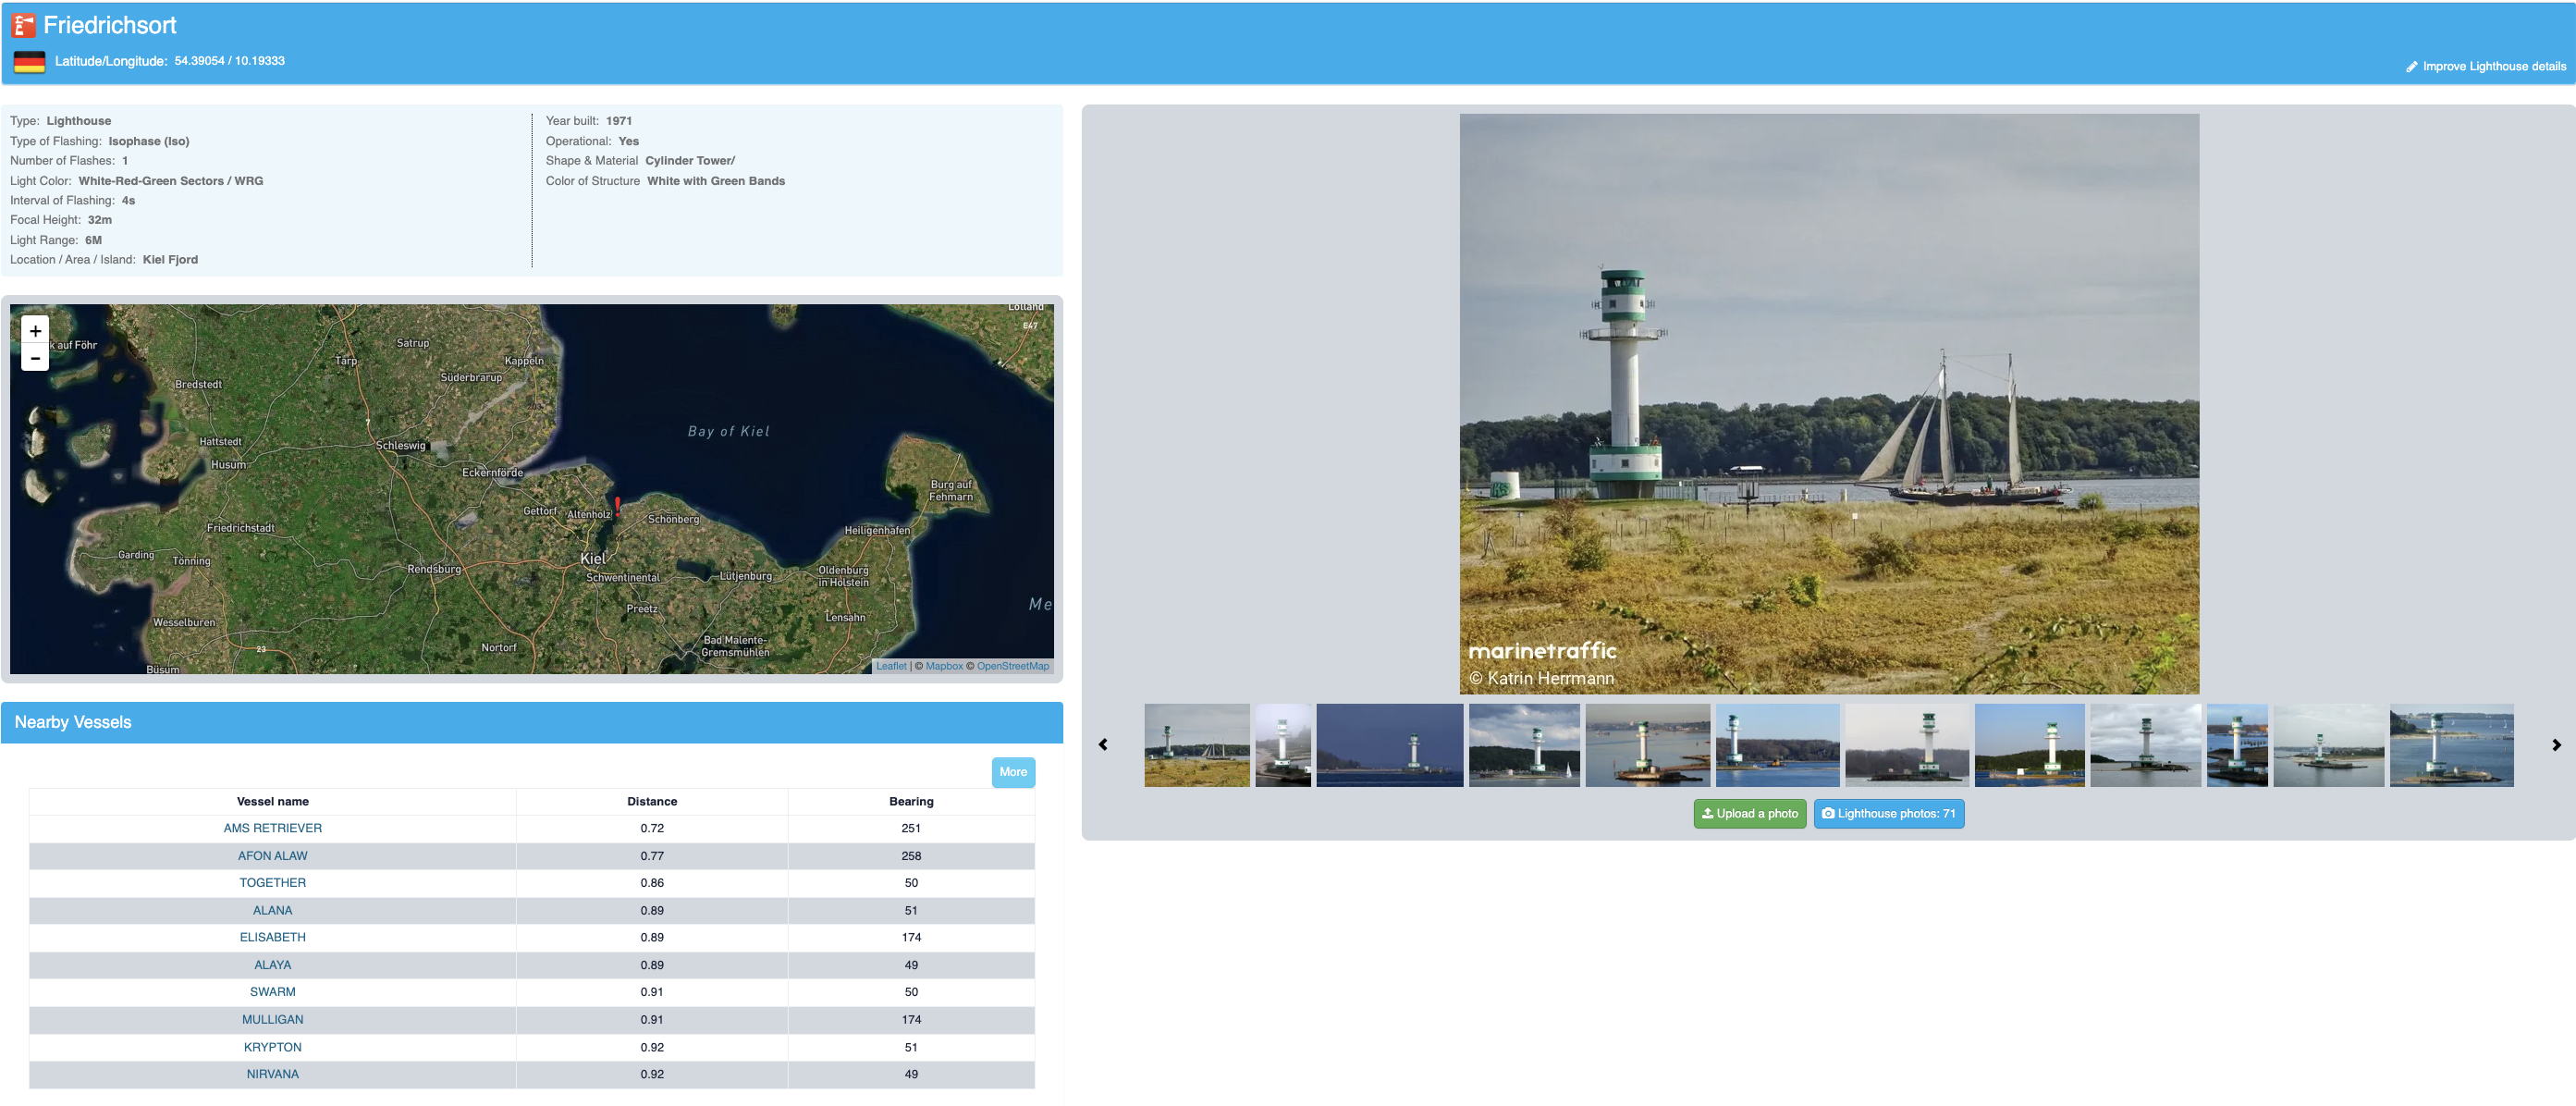 Friedrichsort
Latitude/Longitude: 54.39054 / 10.19333
Improve Lighthouse details
Type: Lighthouse
Type of Flashing: Isophase (Iso)
Number of Flashes: 1
Light Color: White-Red-Green Sectors / WRG
Interval of Flashing: 4s
Focal Height: 32m
Light Range: 6M
Location / Area / Island: Kiel Fjord
Year built: 1971
Operational: Yes
Shape & Material Cylinder Tower/
Color of Structure White with Green Bands
+
−
Lolland
E47
k auf Föhr
Satrup
Tarp
Kappeln
Süderbrarup
Bredstedt
7
Bay of Kiel
Hattstedt
Schleswig
Husum
Eckernförde
Burg auf
Fehmarn
Gettorf
Altenholz
Schönberg
Friedrichstadt
Heiligenhafen
Garding
Tönning
Kiel
Rendsburg
Schwentinental
Lütjenburg
Oldenburg
in Holstein
Me
Preetz
Lensahn
Wesselburen
Bad Malente-
Gremsmühlen
Nortorf
23
Büsum
Leaflet | © Mapbox © OpenStreetMap
marinetraffic
© Katrin Herrmann
Upload a photo
Lighthouse photos: 71
Nearby Vessels
More
Vessel name Distance Bearing
AMS RETRIEVER 0.72 251
AFON ALAW 0.77 258
TOGETHER 0.86 50
ALANA 0.89 51
ELISABETH 0.89 174
ALAYA 0.89 49
SWARM 0.91 50
MULLIGAN 0.91 174
KRYPTON 0.92 51
NIRVANA 0.92 49